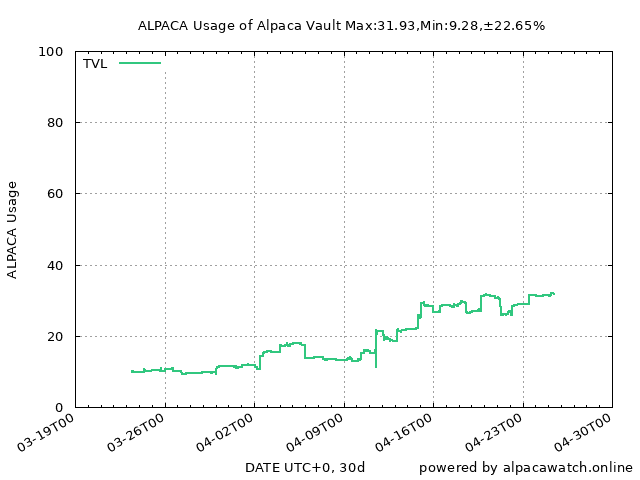 ALPACA Usage of Alpaca Vault Max:31.93,Min:9.28,±22.65%
100
TVL
80
60
ALPACA Usage
40
20
0
03-19T00 03-26T00 04-02T00 04-09T00 04-16T00 04-23T00 04-30T00
DATE UTC+0, 30d powered by alpacawatch.online